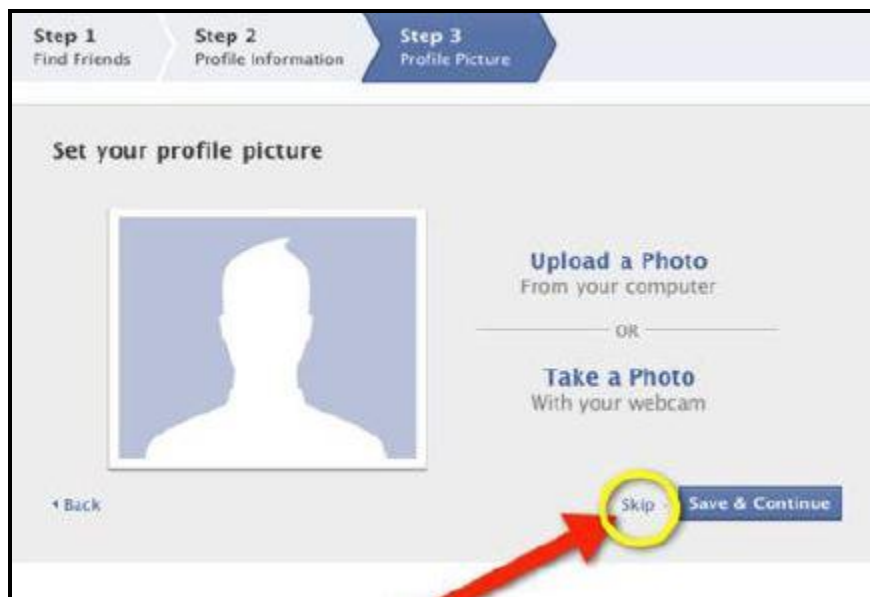 Step 1
Find Friends
Step 2
Profile Information
Step 3
Profile Picture
Set your profile picture
Upload a Photo
From your computer
OR
Take a Photo
With your webcam
Back
Skip
Save & Continue